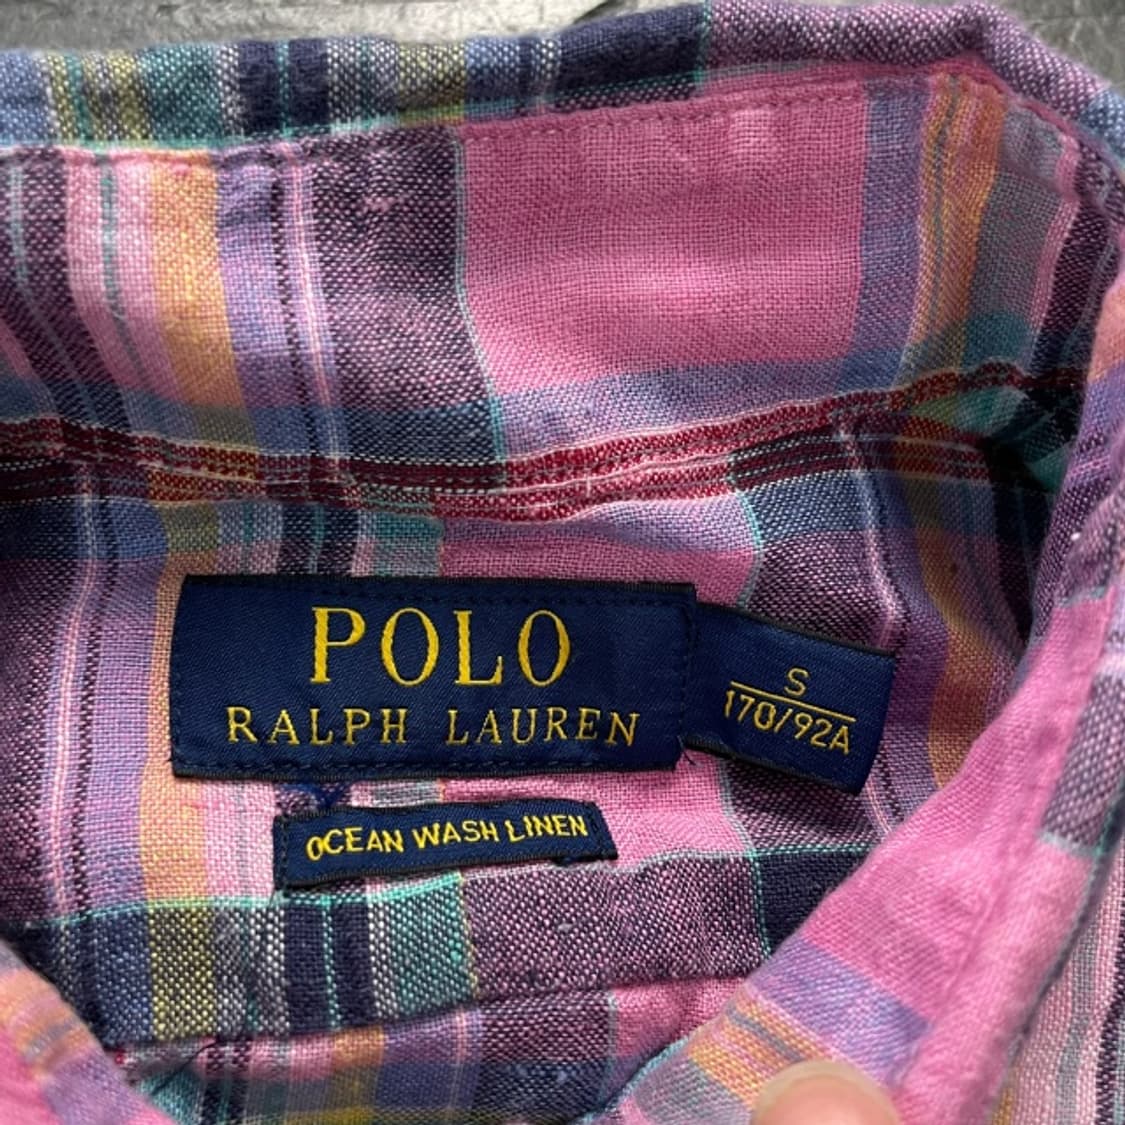 POLO
RALPH LAUREN
S
170/92A
OCEAN WASH LINEN